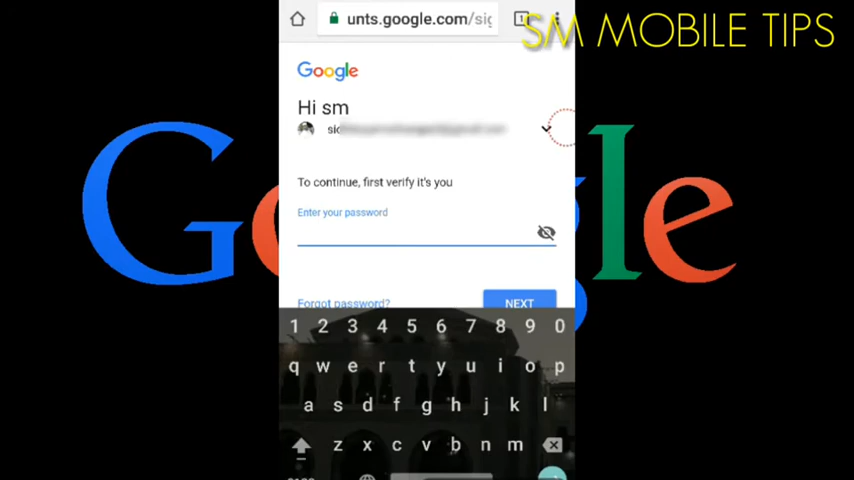 unts.google.com/sig
1
SM MOBILE TIPS
Google
Hi sm
To continue, first verify it's you
Enter your password
Forgot password?
NEXT
1 2 3 4 5 6 7 8 9 0
q w e r t y u i o p
a s d f g h j k l
z x c v b n m